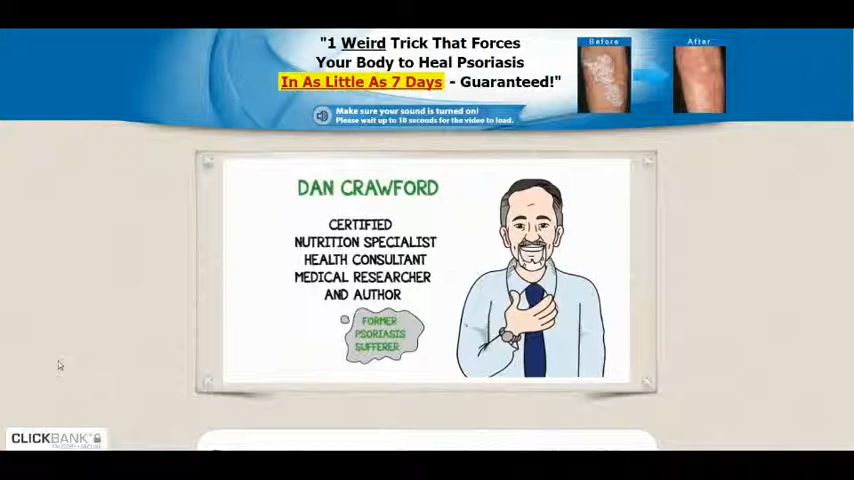 "1 Weird Trick That Forces
Your Body to Heal Psoriasis
In As Little As 7 Days - Guaranteed!"
Before
After
Make sure your sound is turned on!
Please wait up to 10 seconds for the video to load.
DAN CRAWFORD
CERTIFIED
NUTRITION SPECIALIST
HEALTH CONSULTANT
MEDICAL RESEARCHER
AND AUTHOR
FORMER
PSORIASIS
SUFFERER
CLICKBANK
TRUSTED • SECURE